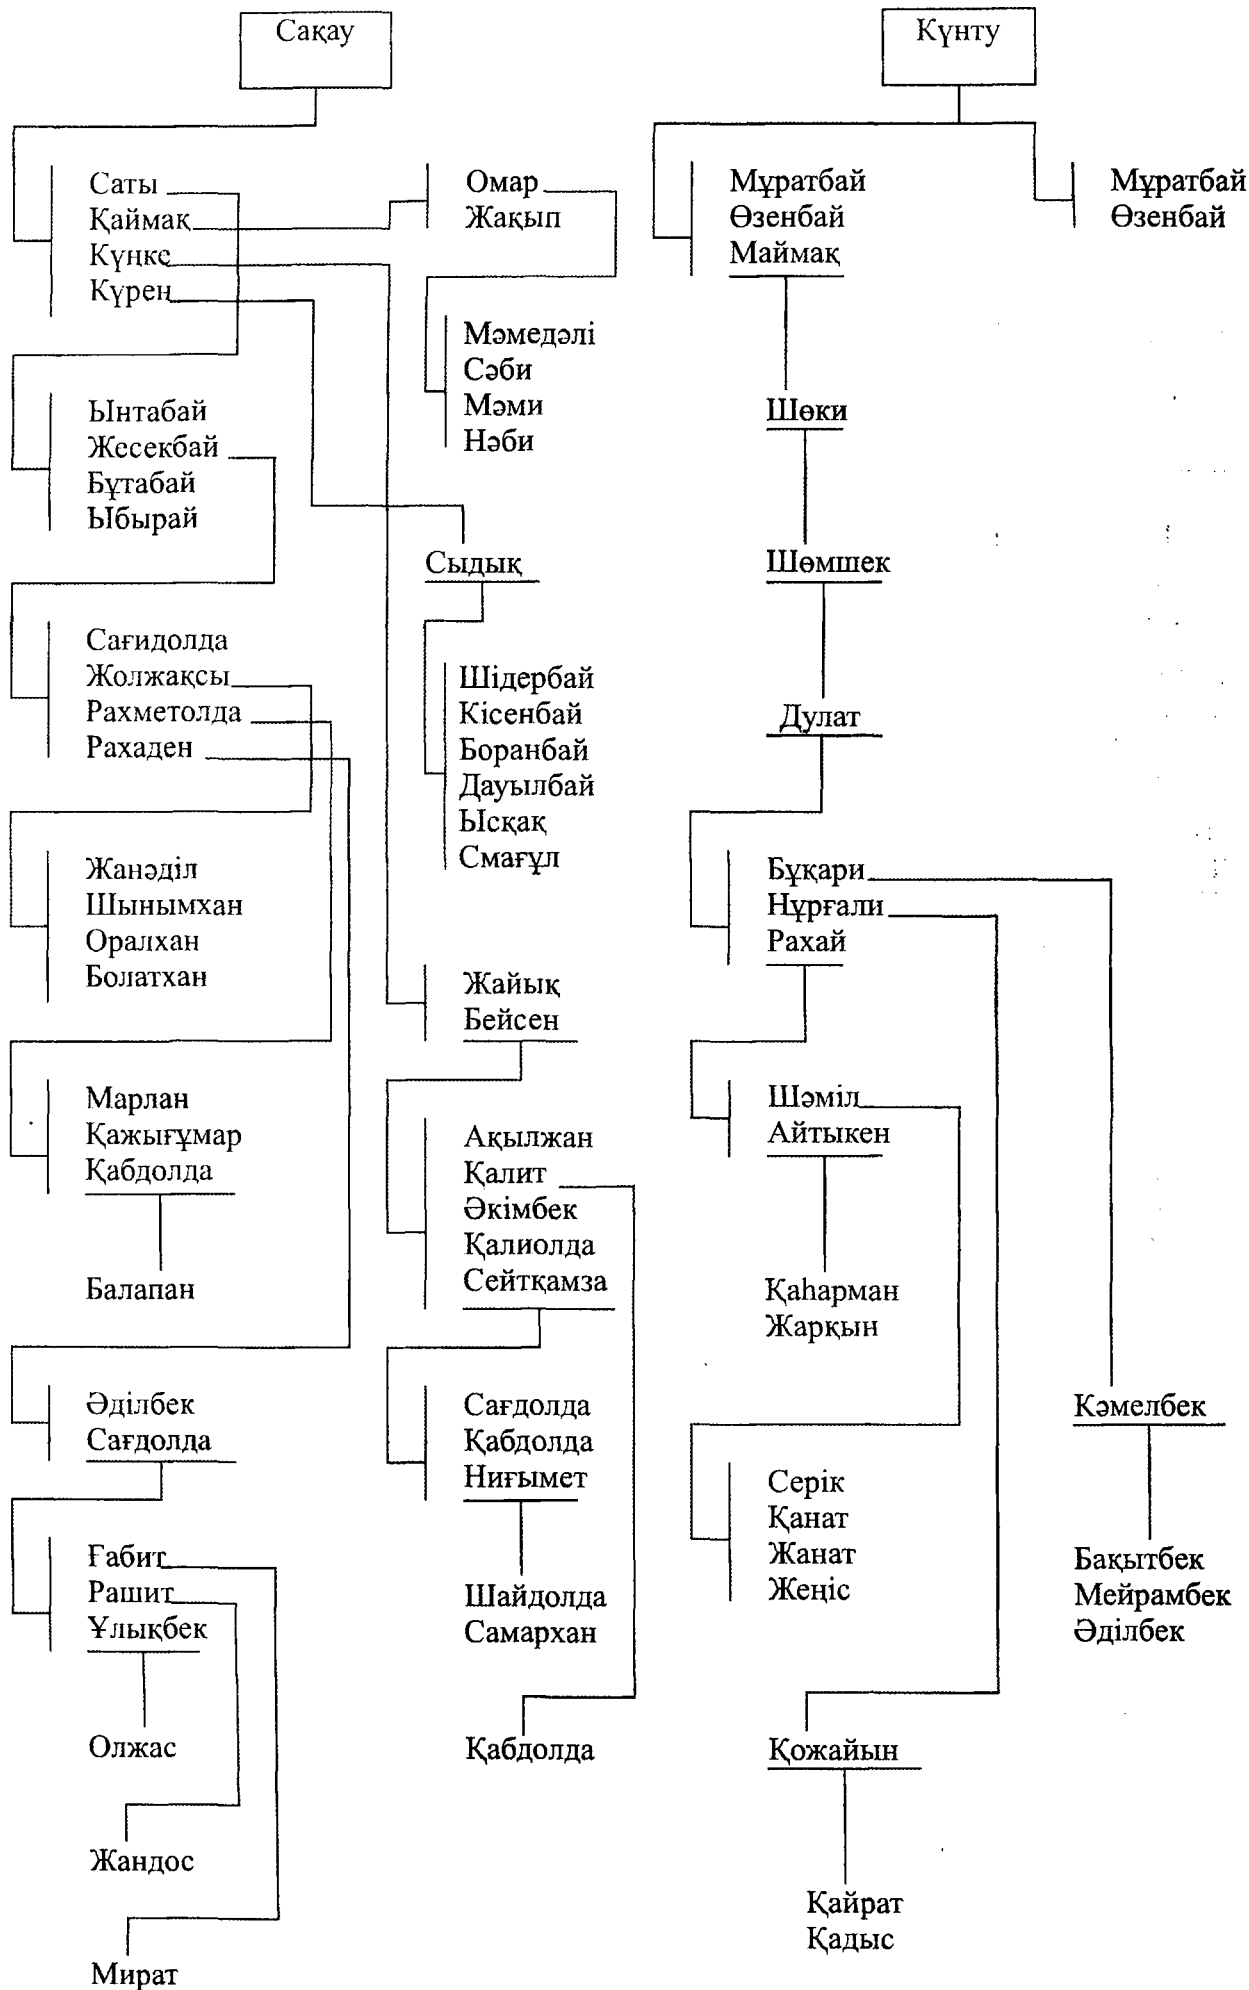 Сақау
Саты
Қаймақ
Күнке
Күрең
Ынтабай
Жесекбай
Бұтабай
Ыбырай
Сағидолда
Жолжақсы
Рахметолда
Рахаден
Жанәділ
Шынымхан
Оралхан
Болатхан
Марлан
Қажығұмар
Қабдолда
Балапан
Әділбек
Сағдолда
Ғабит
Рашит
Ұлықбек
Олжас
Жандос
Мират
Омар
Жақып
Мәмедәлі
Сәби
Мәми
Нәби
Сыдық
Шідербай
Кісенбай
Боранбай
Дауылбай
Ысқақ
Смағұл
Жайық
Бейсен
Ақылжан
Қалит
Әкімбек
Қалиолда
Сейтқамза
Сағдолда
Қабдолда
Ниғымет
Шайдолда
Самархан
Қабдолда
Күнту
Мұратбай
Өзенбай
Маймақ
Шөки
Шөмшек
Дулат
Бұқари
Нұрғали
Рахай
Шәміл
Айтыкен
Қаһарман
Жарқын
Серік
Қанат
Жанат
Жеңіс
Қожайын
Қайрат
Қадыс
Мұратбай
Өзенбай
Кәмелбек
Бақытбек
Мейрамбек
Әділбек